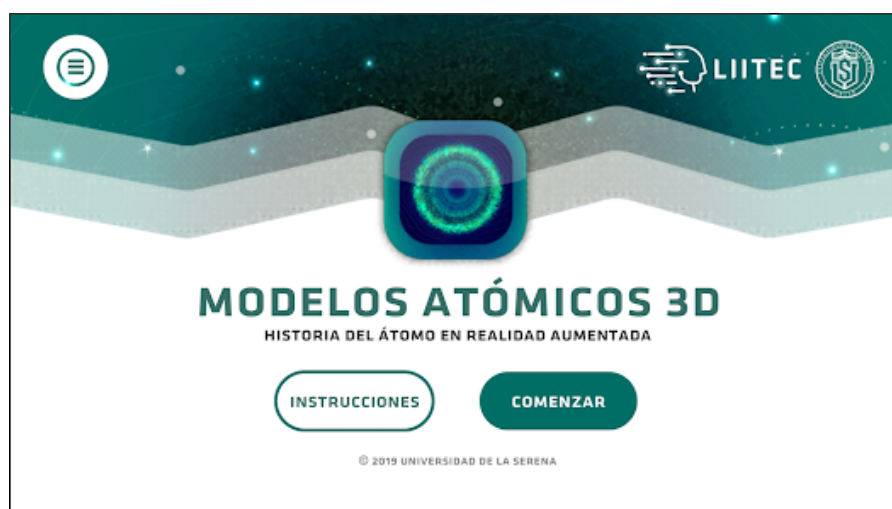 LIITEC
MODELOS ATÓMICOS 3D
HISTORIA DEL ÁTOMO EN REALIDAD AUMENTADA
INSTRUCCIONES
COMENZAR
© 2019 UNIVERSIDAD DE LA SERENA